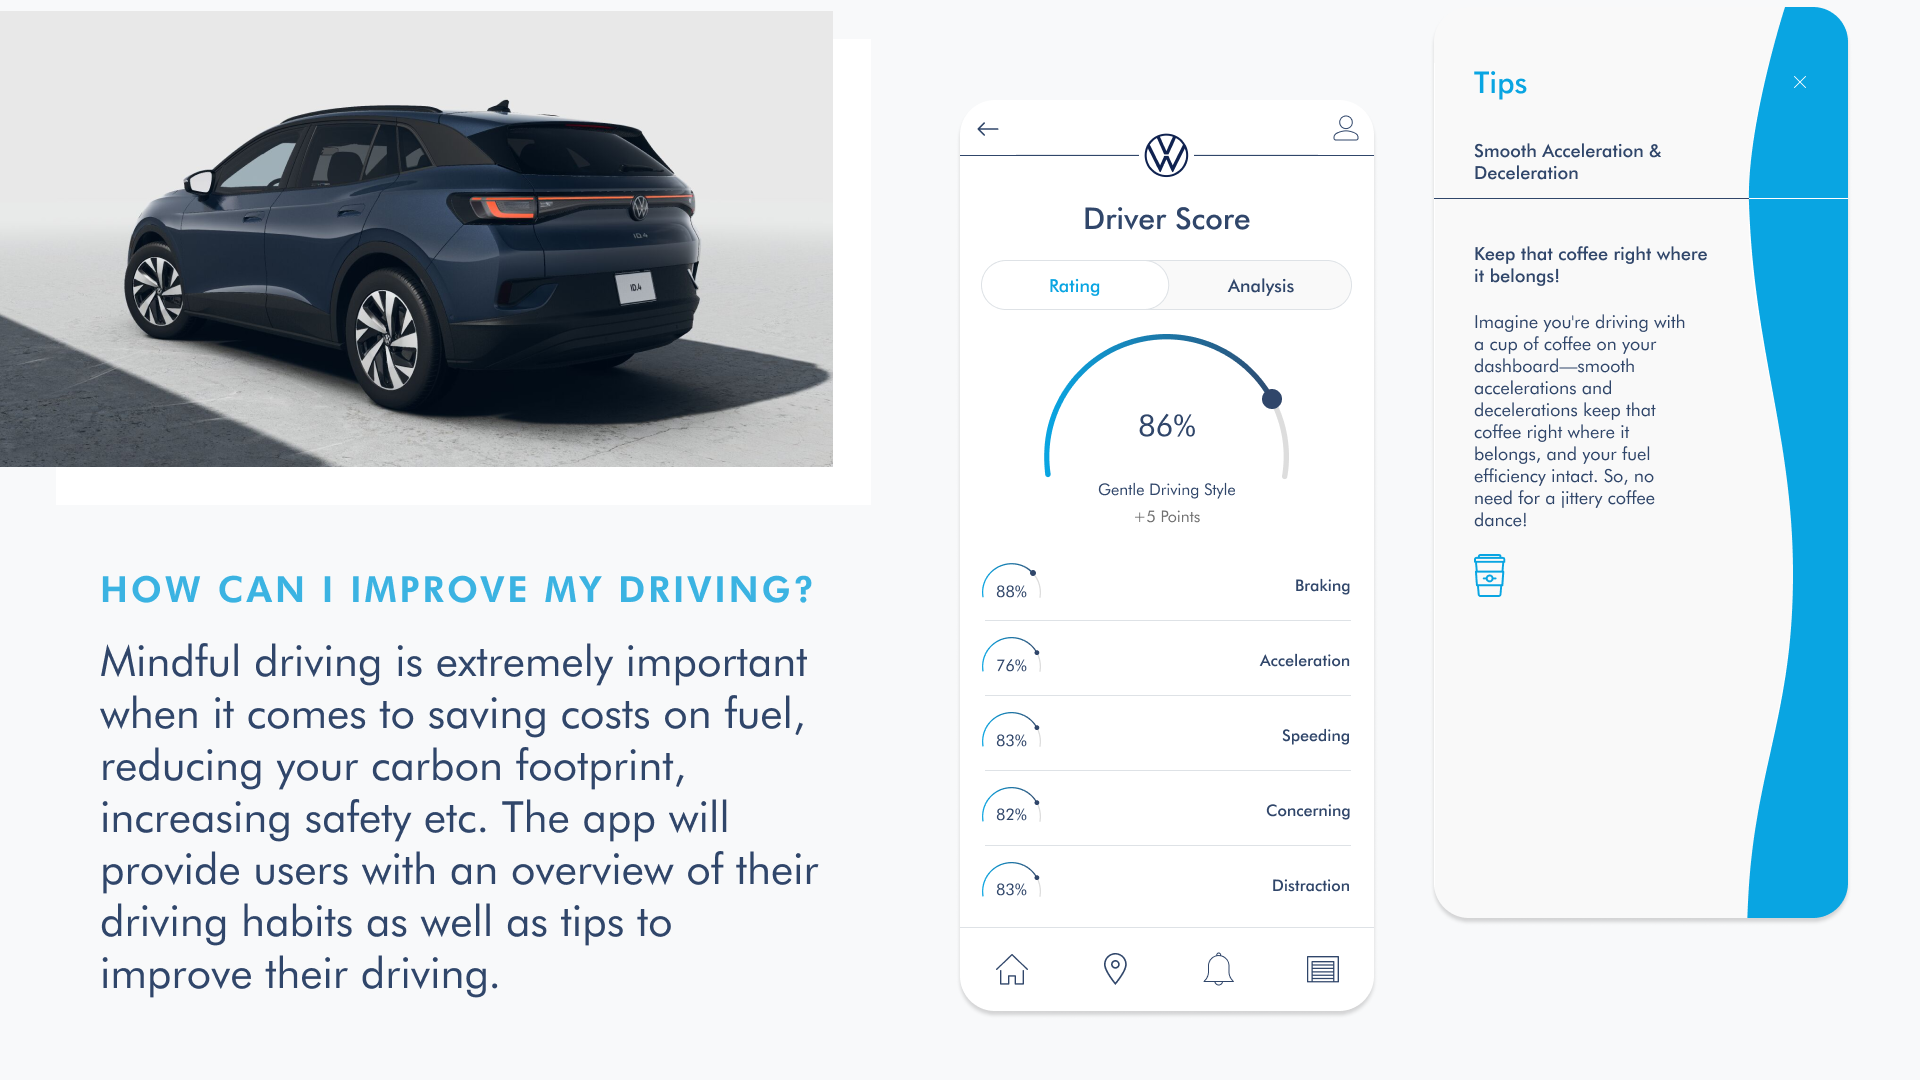 ID.4
ID.4
HOW CAN I IMPROVE MY DRIVING?
Mindful driving is extremely important
when it comes to saving costs on fuel,
reducing your carbon footprint,
increasing safety etc. The app will
provide users with an overview of their
driving habits as well as tips to
improve their driving.
Driver Score
Rating
Analysis
86%
Gentle Driving Style
+5 Points
88% Braking
76% Acceleration
83% Speeding
82% Concerning
83% Distraction
Tips
Smooth Acceleration &
Deceleration
Keep that coffee right where
it belongs!
Imagine you're driving with
a cup of coffee on your
dashboard—smooth
accelerations and
decelerations keep that
coffee right where it
belongs, and your fuel
efficiency intact. So, no
need for a jittery coffee
dance!